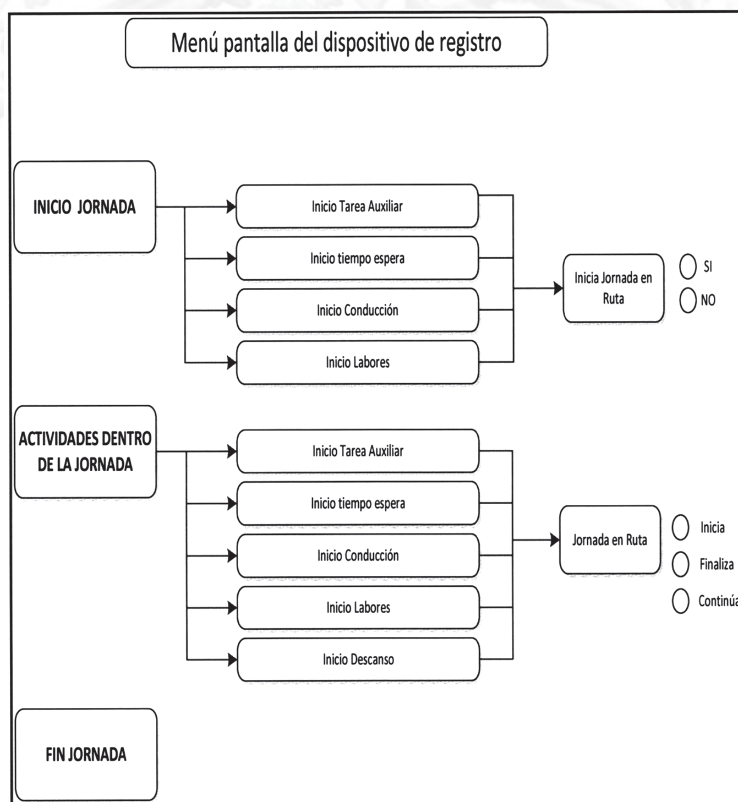 Menú pantalla del dispositivo de registro
INICIO JORNADA
Inicio Tarea Auxiliar
Inicio tiempo espera
Inicio Conducción
Inicio Labores
Inicia Jornada en
Ruta
SI
NO
ACTIVIDADES DENTRO
DE LA JORNADA
Inicio Tarea Auxiliar
Inicio tiempo espera
Inicio Conducción
Inicio Labores
Inicio Descanso
Jornada en Ruta
Inicia
Finaliza
Continúa
FIN JORNADA